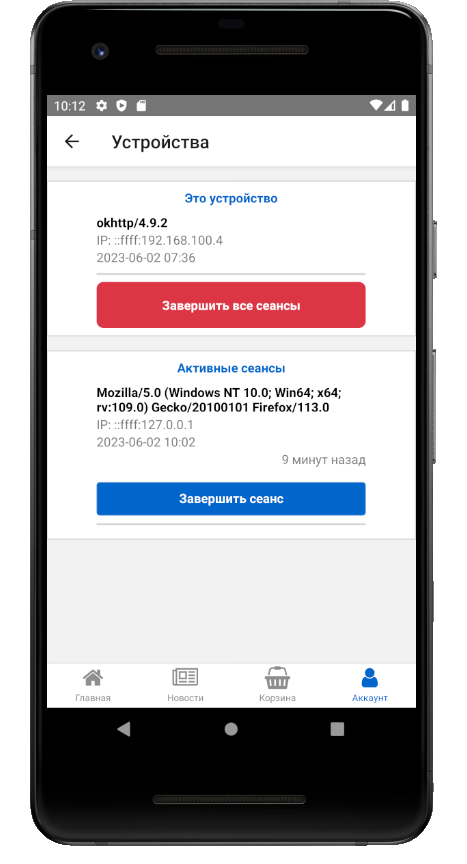 10:12
Устройства
Это устройство
okhttp/4.9.2
IP: ::ffff:192.168.100.4
2023-06-02 07:36
Завершить все сеансы
Активные сеансы
Mozilla/5.0 (Windows NT 10.0; Win64; x64;
rv:109.0) Gecko/20100101 Firefox/113.0
IP: ::ffff:127.0.0.1
2023-06-02 10:02
9 минут назад
Завершить сеанс
Главная
Новости
Корзина
Аккаунт